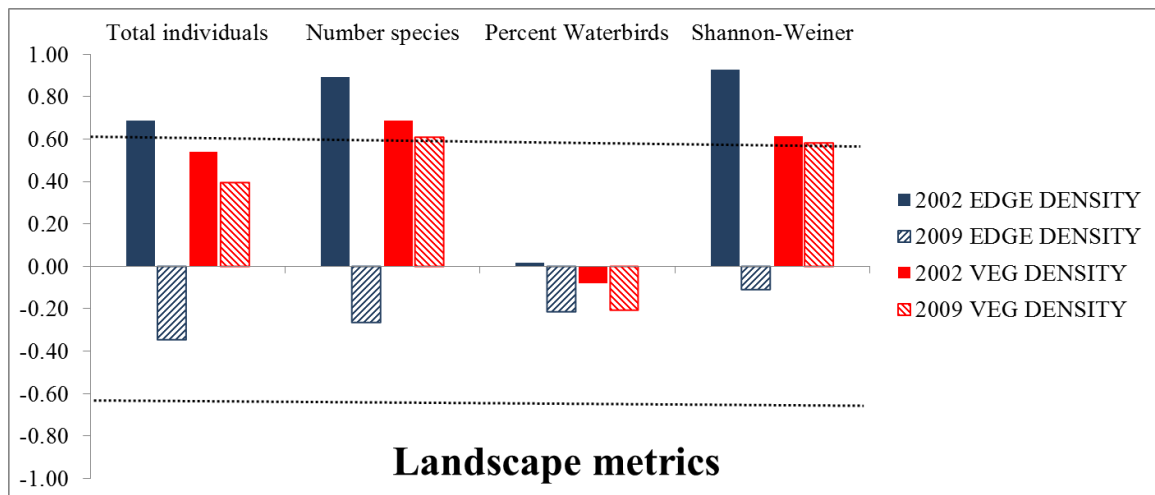 Total individuals Number species Percent Waterbirds Shannon-Weiner
1.00
0.80
0.60
0.40
0.20
0.00
-0.20
-0.40
-0.60
-0.80
-1.00
2002 EDGE DENSITY
2009 EDGE DENSITY
2002 VEG DENSITY
2009 VEG DENSITY
Landscape metrics